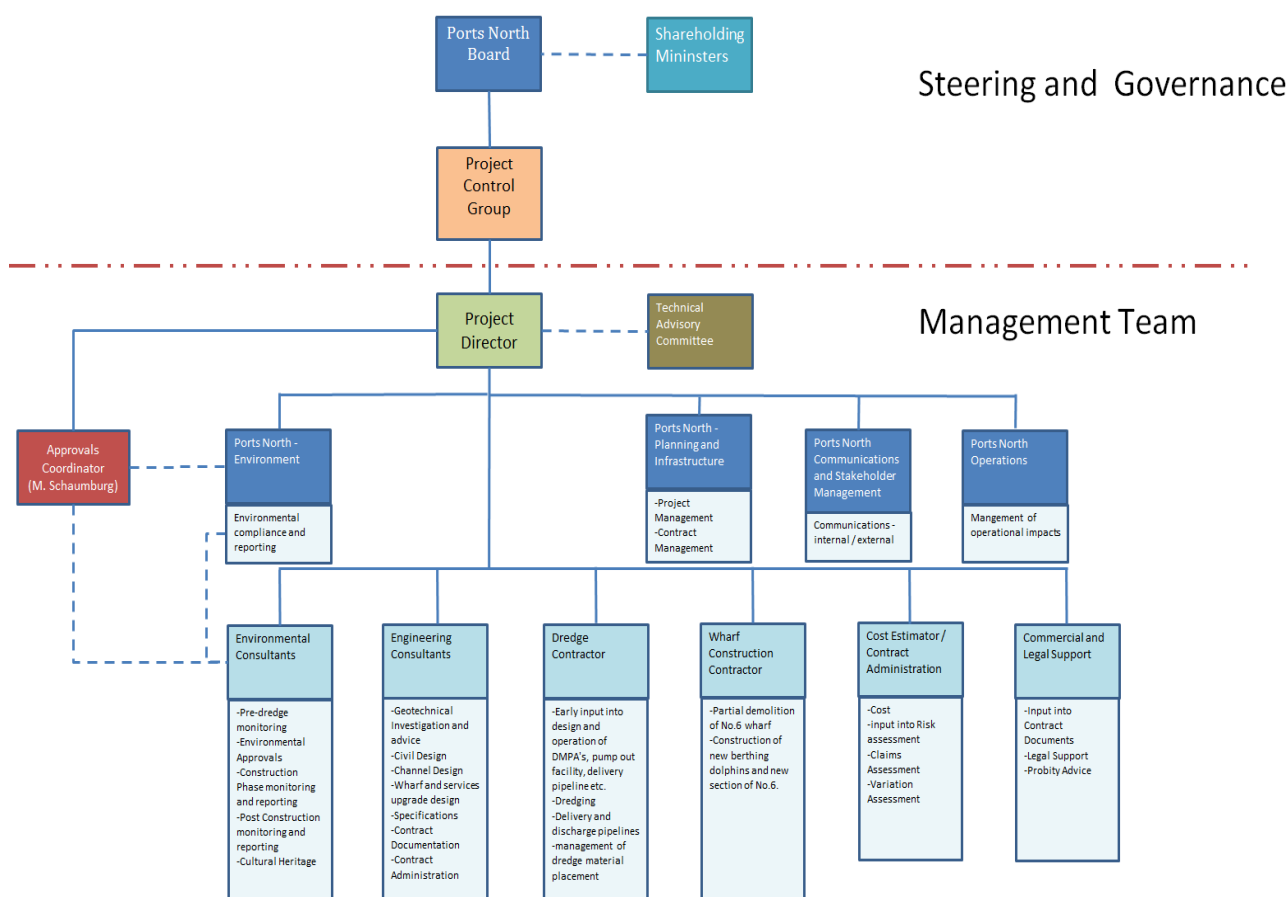 Ports North
Board
Shareholding
Mininsters
Steering and Governance
Project
Control
Group
Project
Director
Technical
Advisory
Committee
Management Team
Approvals
Coordinator
(M. Schaumburg)
Ports North -
Environment
Environmental
compliance and
reporting
Ports North -
Planning and
Infrastructure
-Project
Management
-Contract
Management
Ports North
Communications
and Stakeholder
Management
Communications -
internal / external
Ports North
Operations
Mangement of
operational impacts
Environmental
Consultants
-Pre-dredge
monitoring
-Environmental
Approvals
-Construction
Phase monitoring
and reporting
-Post Construction
monitoring and
reporting
-Cultural Heritage
Engineering
Consultants
-Geotechnical
Investigation and
advice
-Civil Design
-Channel Design
-Wharf and services
upgrade design
-Specifications
-Contract
Documentation
-Contract
Administration
Dredge
Contractor
-Early input into
design and
operation of
DMPA's, pump out
facility, delivery
pipeline etc.
-Dredging
-Delivery and
discharge pipelines
-management of
dredge material
placement
Wharf
Construction
Contractor
-Partial demolition
of No.6 wharf
-Construction of
new berthing
dolphins and new
section of No.6.
Cost Estimator /
Contract
Administration
-Cost
-input into Risk
assessment
-Claims
Assessment
-Variation
Assessment
Commercial and
Legal Support
-Input into
Contract
Documents
-Legal Support
-Probity Advice